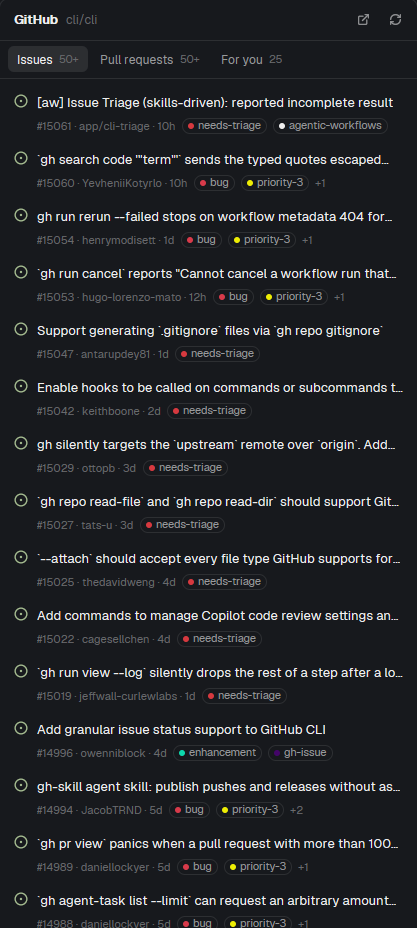 GitHub cli/cli
Issues 50+ Pull requests 50+ For you 25
[aw] Issue Triage (skills-driven): reported incomplete result
#15061 · app/cli-triage · 10h needs-triage agentic-workflows
`gh search code '"term"'` sends the typed quotes escaped…
#15060 · YevheniiKotyrlo · 10h bug priority-3 +1
gh run rerun --failed stops on workflow metadata 404 for…
#15054 · henrymodisett · 1d bug priority-3 +1
`gh run cancel` reports "Cannot cancel a workflow run that…
#15053 · hugo-lorenzo-mato · 12h bug priority-3 +1
Support generating `.gitignore` files via `gh repo gitignore`
#15047 · antarupdey81 · 1d needs-triage
Enable hooks to be called on commands or subcommands t…
#15042 · keithboone · 2d needs-triage
gh silently targets the `upstream` remote over `origin`. Add…
#15029 · ottopb · 3d needs-triage
`gh repo read-file` and `gh repo read-dir` should support Git…
#15027 · tats-u · 3d needs-triage
`--attach` should accept every file type GitHub supports for…
#15025 · thedavidweng · 4d needs-triage
Add commands to manage Copilot code review settings an…
#15022 · cagesellchen · 4d needs-triage
`gh run view --log` silently drops the rest of a step after a lo…
#15019 · jeffwall-curlewlabs · 1d needs-triage
Add granular issue status support to GitHub CLI
#14996 · owenniblock · 4d enhancement gh-issue
gh-skill agent skill: publish pushes and releases without as…
#14994 · JacobTRND · 5d bug priority-3 +2
`gh pr view` panics when a pull request with more than 100…
#14989 · daniellockyer · 5d bug priority-3 +1
`gh agent-task list --limit` can request an arbitrary amount…
#14988 · daniellockyer · 5d bug priority-3 +1